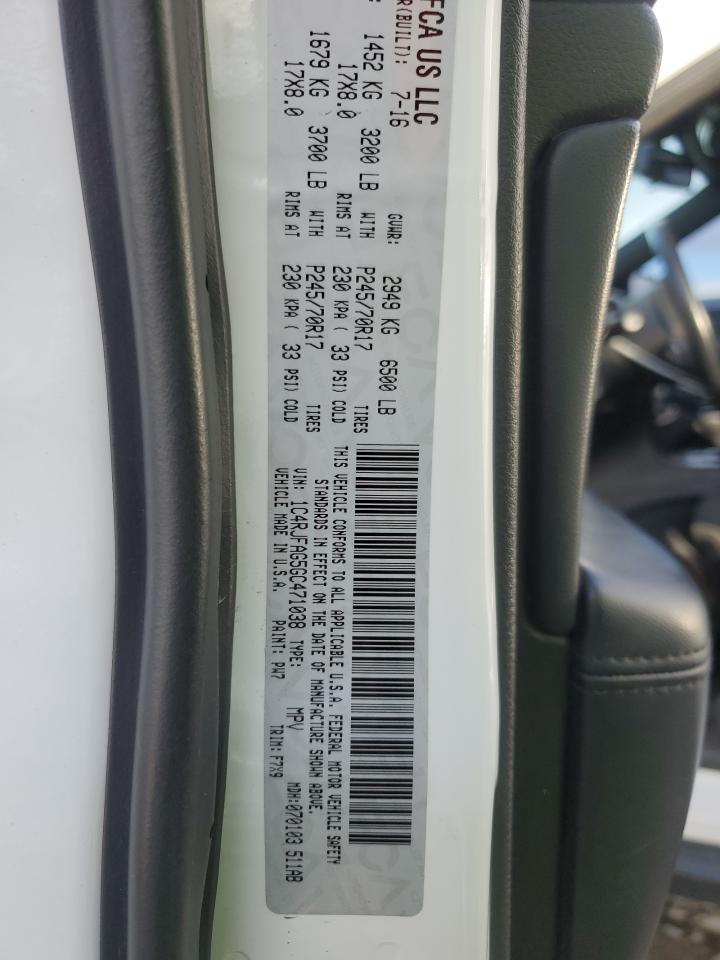 FCA US LLC
R(BUILT): 7-16
GVWR: 2949 KG 6500 LB
: 1452 KG 3200 LB WITH P245/70R17 TIRES
17X8.0 RIMS AT 230 KPA ( 33 PSI) COLD
1679 KG 3700 LB WITH P245/70R17 TIRES
17X8.0 RIMS AT 230 KPA ( 33 PSI) COLD
THIS VEHICLE CONFORMS TO ALL APPLICABLE U.S.A. FEDERAL MOTOR VEHICLE SAFETY
STANDARDS IN EFFECT ON THE DATE OF MANUFACTURE SHOWN ABOVE.
VIN: 1C4RJFAG5GC471038 TYPE: MPV MDH:070103 511AB
VEHICLE MADE IN U.S.A. PAINT: PW7 TRIM: F7X9